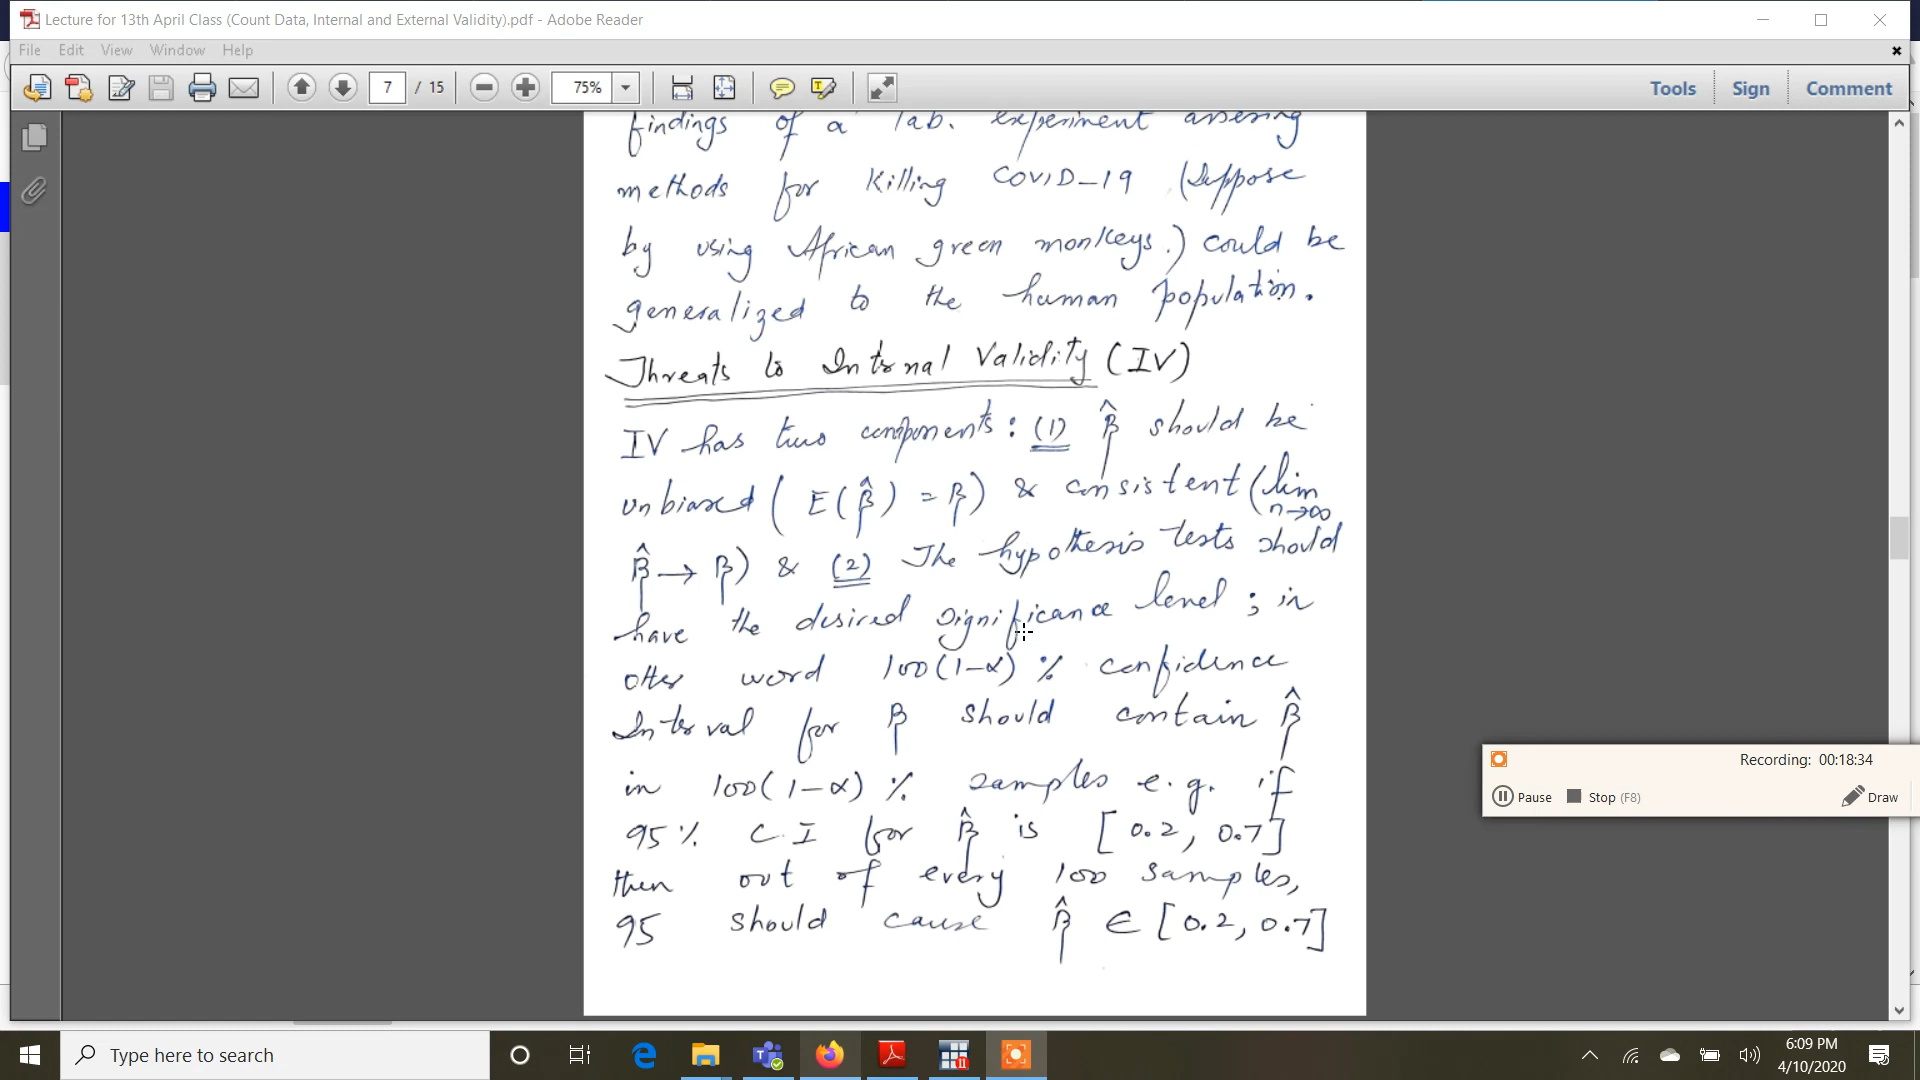 Lecture for 13th April Class (Count Data, Internal and External Validity).pdf - Adobe Reader
File Edit View Window Help
7 / 15 75% Tools Sign Comment
findings of a lab. experiment assesing
methods for killing COVID-19 (Suppose
by using African green monkeys.) could be
generalized to the human population.
Threats to Internal Validity (IV)
IV has two components: (1) β̂ should be
unbiased ( E(β̂) = β) & consistent (lim n→∞
β̂ → β) & (2) The hypothesis tests should
have the desired significance level; in
other word 100(1-α) % confidence
Interval for β should contain β̂
in 100(1-α) % samples e.g. if
95% C.I for β̂ is [0.2, 0.7]
then out of every 100 samples,
95 should cause β̂ ∈ [0.2, 0.7]
Recording: 00:18:34
Pause Stop (F8) Draw
Type here to search
11
6:09 PM
4/10/2020